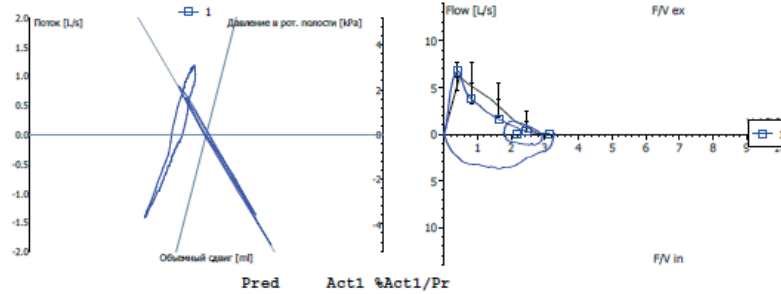 1
Поток [L/s]
Давление в рот. полости [kPa]
2.0
1.5
1.0
0.5
0.0
-0.5
-1.0
-1.5
-2.0
4
2
0
-2
-4
Объемный сдвиг [ml]
Flow [L/s]
F/V ex
10
5
0
5
10
1 2 3 4 5 6 7 8 9 10
F/V in
Pred Act1 %Act1/Pr